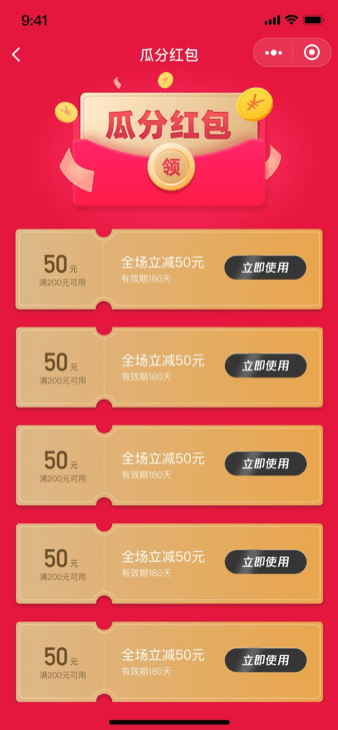 9:41
瓜分红包
瓜分红包
领
50元
满200元可用
全场立减50元
有效期180天
立即使用
50元
满200元可用
全场立减50元
有效期180天
立即使用
50元
满200元可用
全场立减50元
有效期180天
立即使用
50元
满200元可用
全场立减50元
有效期180天
立即使用
50元
满200元可用
全场立减50元
有效期180天
立即使用